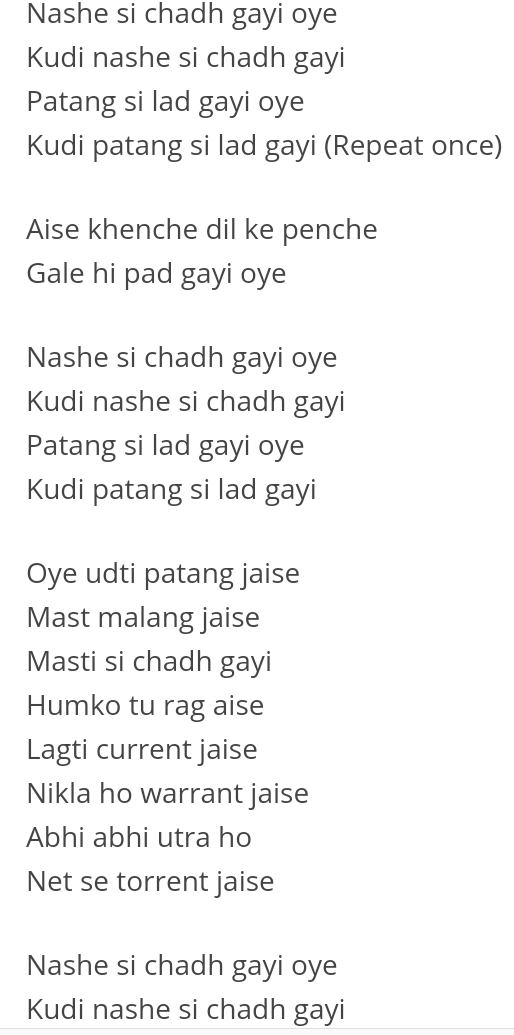 Nashe si chadh gayi oye
Kudi nashe si chadh gayi
Patang si lad gayi oye
Kudi patang si lad gayi (Repeat once)

Aise khenche dil ke penche
Gale hi pad gayi oye

Nashe si chadh gayi oye
Kudi nashe si chadh gayi
Patang si lad gayi oye
Kudi patang si lad gayi

Oye udti patang jaise
Mast malang jaise
Masti si chadh gayi
Humko tu rag aise
Lagti current jaise
Nikla ho warrant jaise
Abhi abhi utra ho
Net se torrent jaise

Nashe si chadh gayi oye
Kudi nashe si chadh gayi